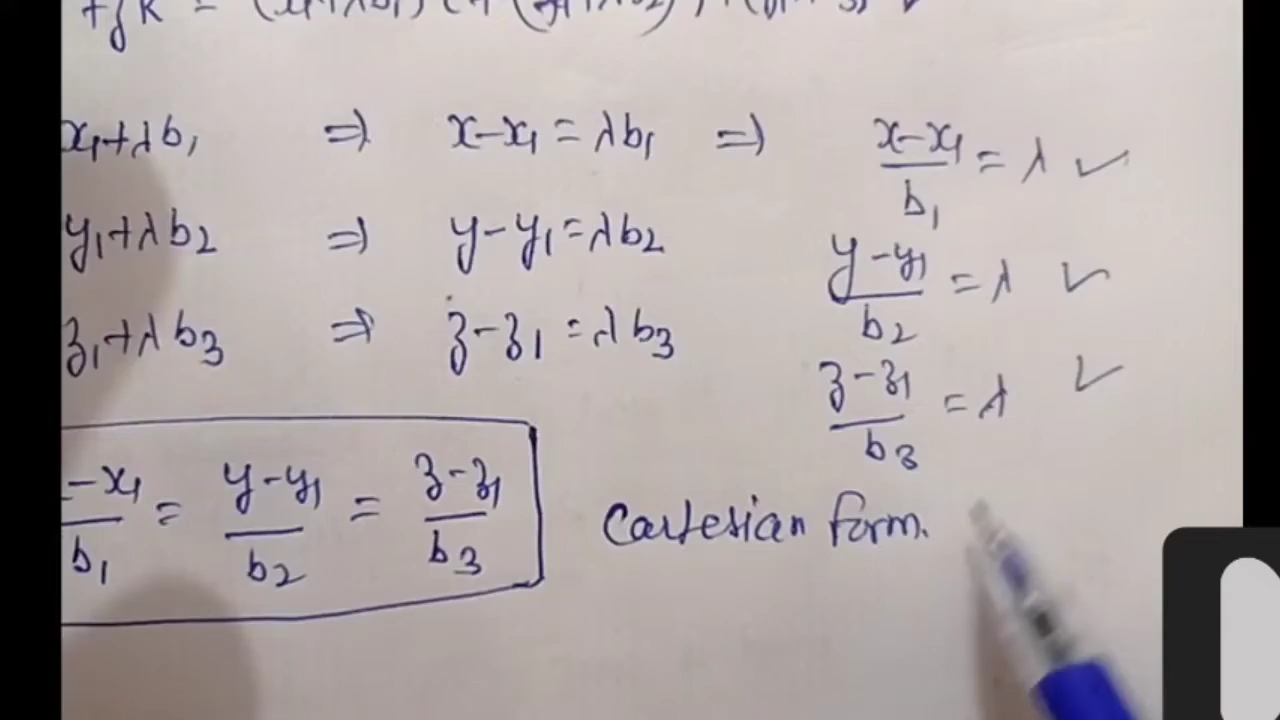 x₁+λb₁ ⇒ x-x₁ = λb₁ ⇒ (x-x₁)/b₁ = λ ✓
y₁+λb₂ ⇒ y-y₁ = λb₂ (y-y₁)/b₂ = λ ✓
z₁+λb₃ ⇒ z-z₁ = λb₃ (z-z₁)/b₃ = λ ✓
-x₁/b₁ = (y-y₁)/b₂ = (z-z₁)/b₃ Cartesian form.